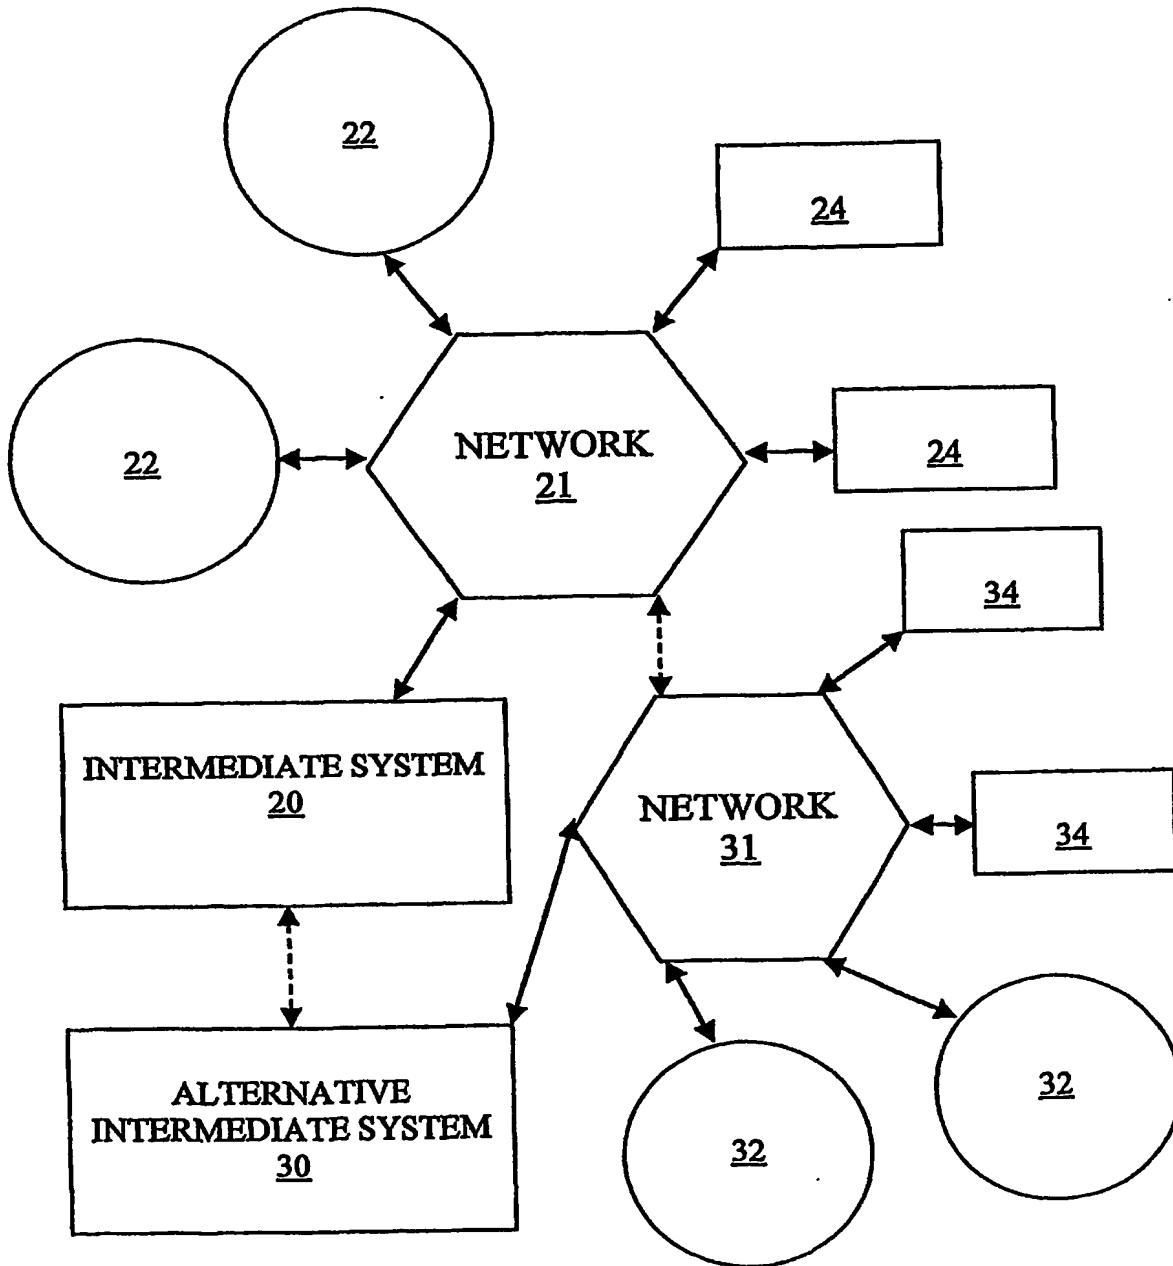 22
24
22
NETWORK
21
24
34
INTERMEDIATE SYSTEM
20
NETWORK
31
34
ALTERNATIVE
INTERMEDIATE SYSTEM
30
32
32